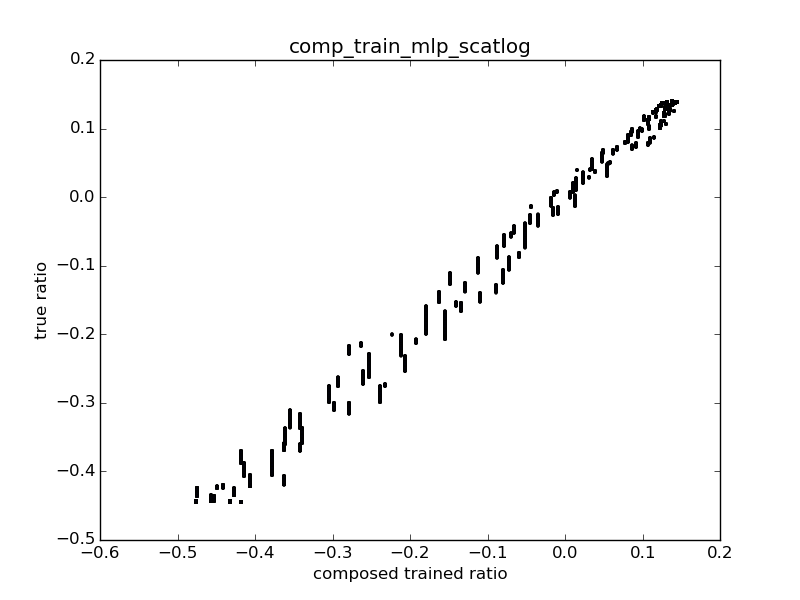 comp_train_mlp_scatlog
0.2
0.1
0.0
−0.1
−0.2
−0.3
−0.4
−0.5
true ratio
−0.6 −0.5 −0.4 −0.3 −0.2 −0.1 0.0 0.1 0.2
composed trained ratio